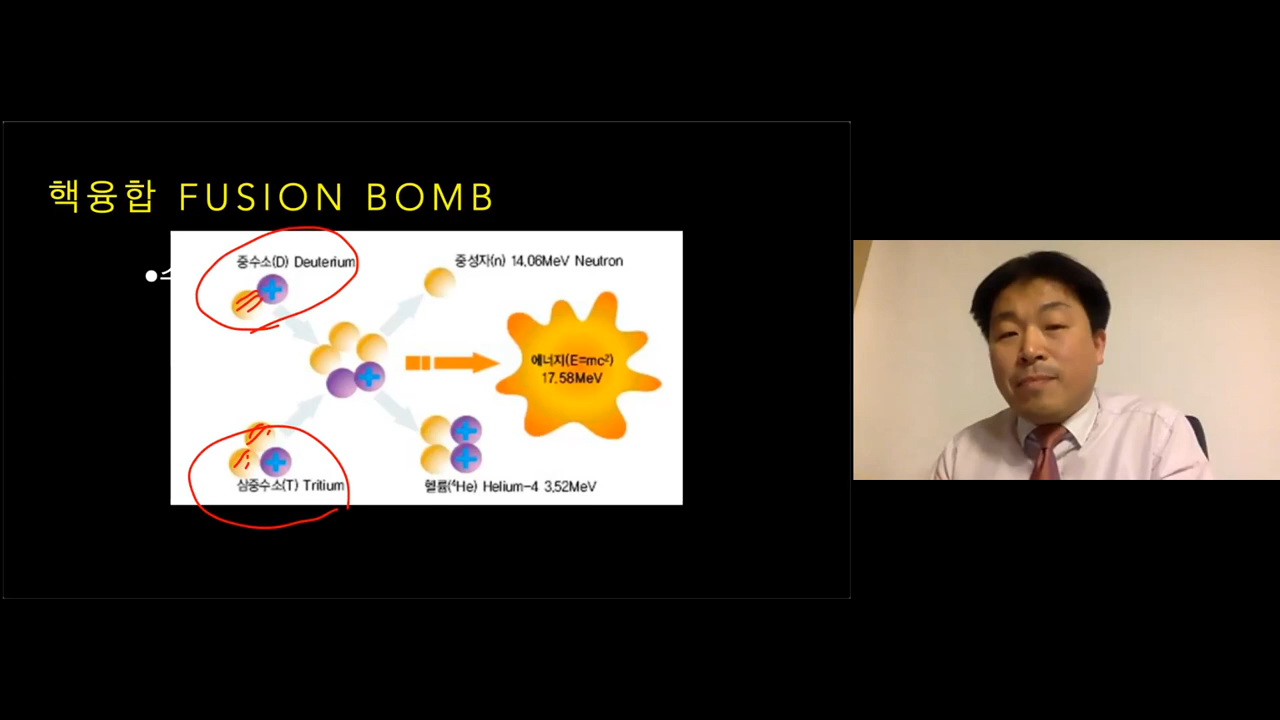 핵융합 FUSION BOMB
중수소(D) Deuterium
중성자(n) 14.06MeV Neutron
에너지(E=mc²)
17.58MeV
삼중수소(T) Tritium
헬륨(⁴He) Helium-4 3.52MeV